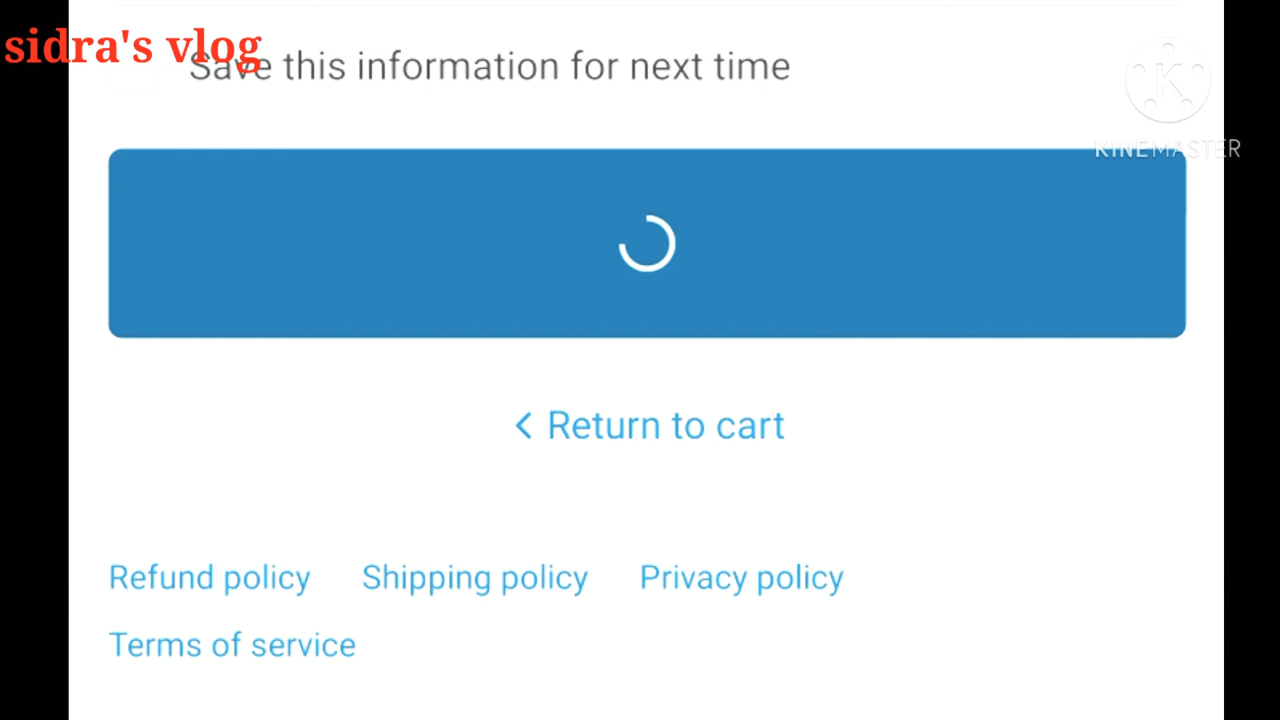 sidra's vlog
Save this information for next time
K
KINEMASTER
Return to cart
Refund policy Shipping policy Privacy policy
Terms of service